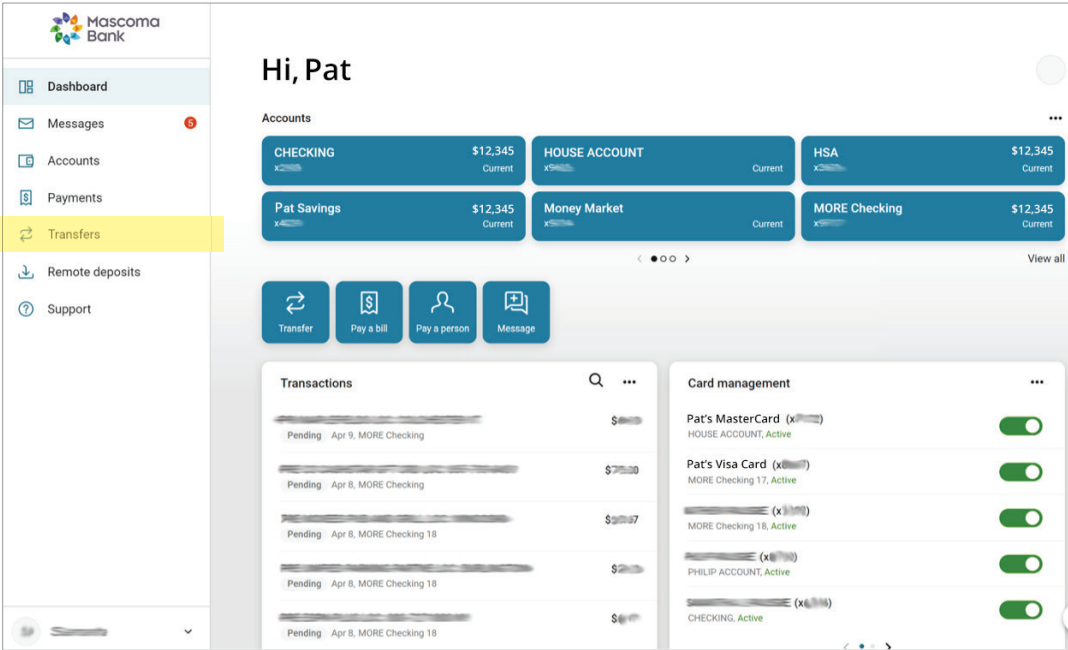 Mascoma
Bank
Dashboard
Messages 5
Accounts
Payments
Transfers
Remote deposits
Support
Hi, Pat
Accounts
CHECKING $12,345
Current
HOUSE ACCOUNT
Current
HSA $12,345
Current
Pat Savings $12,345
Current
Money Market
Current
MORE Checking $12,345
Current
View all
Transfer
Pay a bill
Pay a person
Message
Transactions
Pending Apr 9, MORE Checking
Pending Apr 8, MORE Checking
Pending Apr 8, MORE Checking 18
Pending Apr 8, MORE Checking 18
Pending Apr 8, MORE Checking 18
Card management
Pat's MasterCard
HOUSE ACCOUNT, Active
Pat's Visa Card
MORE Checking 17, Active
MORE Checking 18, Active
PHILIP ACCOUNT, Active
CHECKING, Active